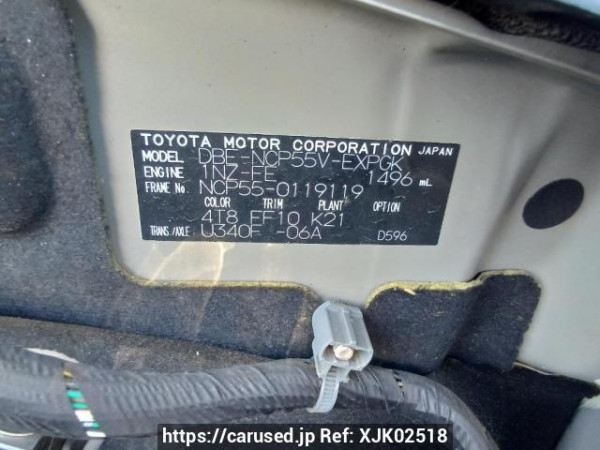 TOYOTA MOTOR CORPORATION JAPAN
MODEL DBE-NCP55V-EXPGK
ENGINE 1NZ-FE 1496 mL
FRAME No. NCP55-0119119
COLOR TRIM PLANT OPTION
4T8 FF10 K21
TRANS./AXLE U340F -06A D596
https://carused.jp Ref: XJK02518